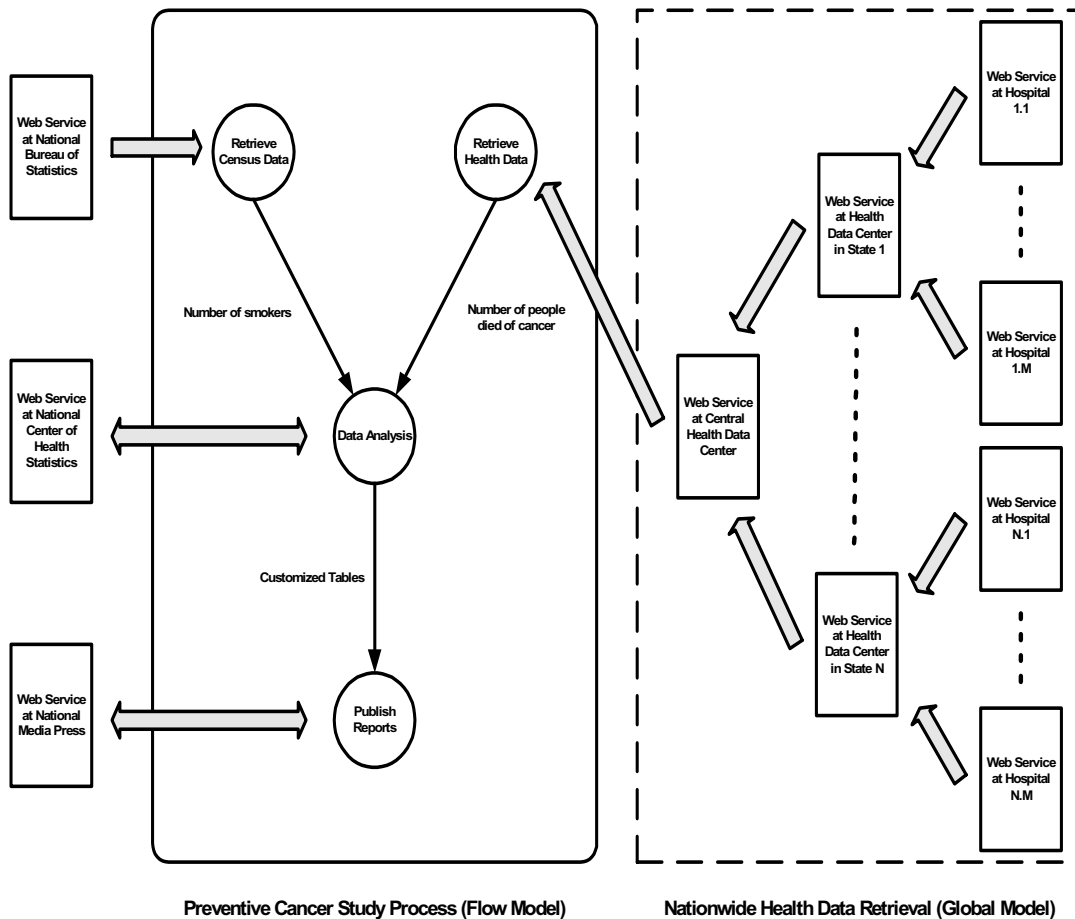 Web Service
at National
Bureau of
Statistics
Retrieve
Census Data
Retrieve
Health Data
Number of smokers
Number of people
died of cancer
Web Service
at National
Center of
Health
Statistics
Data Analysis
Customized Tables
Web Service
at National
Media Press
Publish
Reports
Web Service
at Central
Health Data
Center
Web Service
at Health
Data Center
in State 1
Web Service
at Health
Data Center
in State N
Web Service
at Hospital
1.1
Web Service
at Hospital
1.M
Web Service
at Hospital
N.1
Web Service
at Hospital
N.M
Preventive Cancer Study Process (Flow Model)
Nationwide Health Data Retrieval (Global Model)